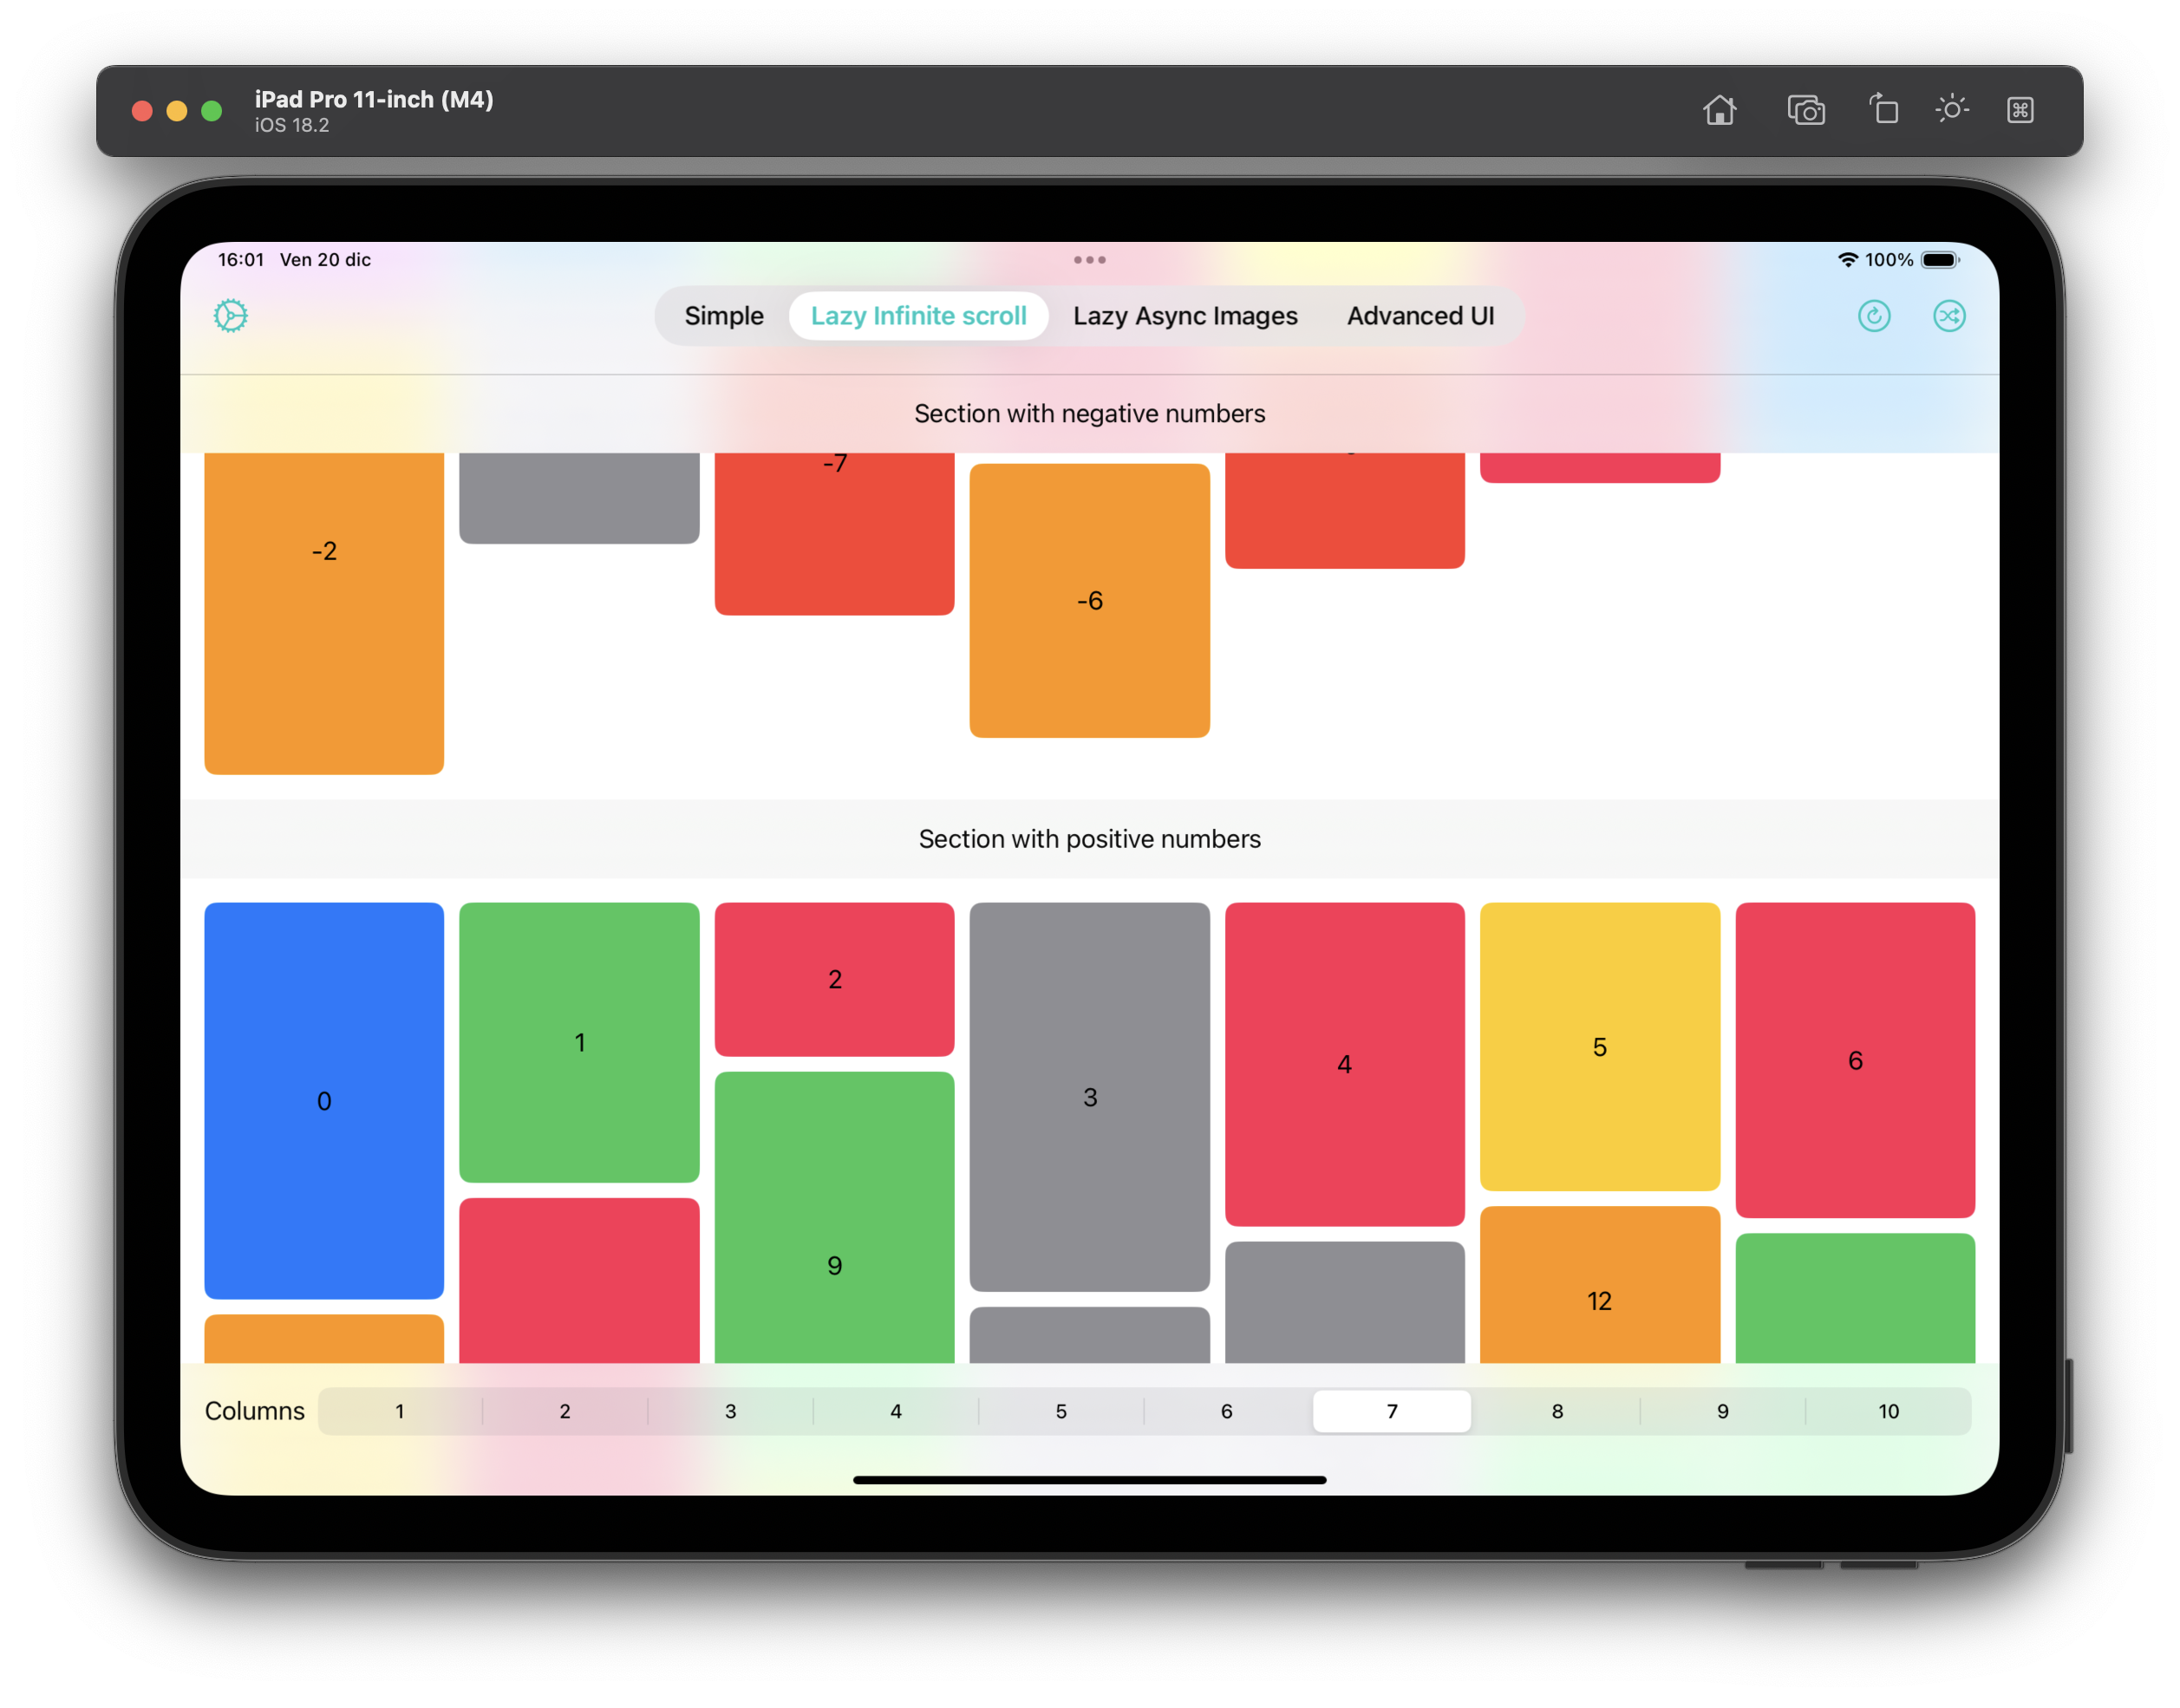 iPad Pro 11-inch (M4)
iOS 18.2
16:01 Ven 20 dic
100%
Simple Lazy Infinite scroll Lazy Async Images Advanced UI
Section with negative numbers
-7
-2
-6
Section with positive numbers
2
1
5
6
4
3
0
9
12
Columns 1 2 3 4 5 6 7 8 9 10